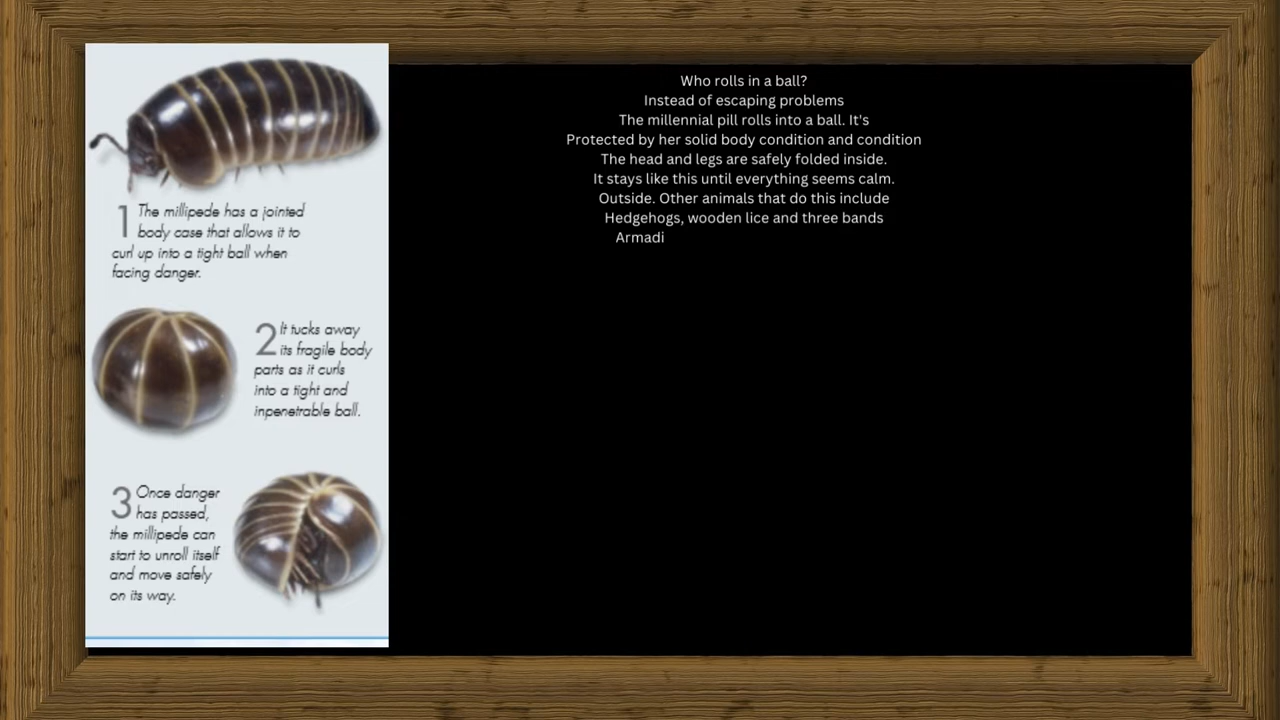 1 The millipede has a jointed
body case that allows it to
curl up into a tight ball when
facing danger.
2 It tucks away
its fragile body
parts as it curls
into a tight and
inpenetrable ball.
3 Once danger
has passed,
the millipede can
start to unroll itself
and move safely
on its way.
Who rolls in a ball?
Instead of escaping problems
The millennial pill rolls into a ball. It's
Protected by her solid body condition and condition
The head and legs are safely folded inside.
It stays like this until everything seems calm.
Outside. Other animals that do this include
Hedgehogs, wooden lice and three bands
Armadi